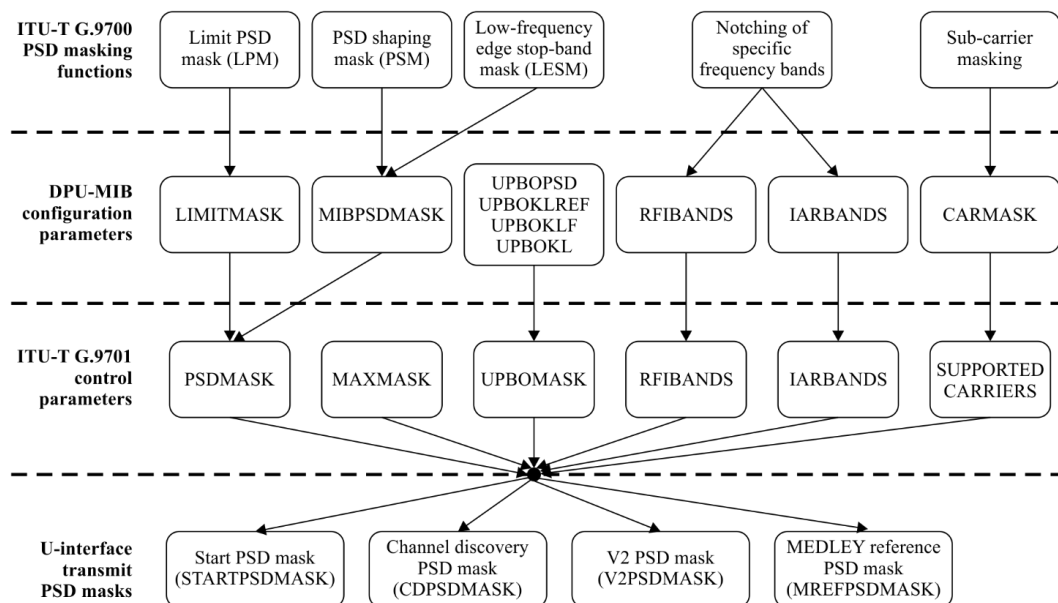 ITU-T G.9700
PSD masking
functions
Limit PSD
mask (LPM)
PSD shaping
mask (PSM)
Low-frequency
edge stop-band
mask (LESM)
Notching of
specific
frequency bands
Sub-carrier
masking
DPU-MIB
configuration
parameters
LIMITMASK
MIBPSDMASK
UPBOPSD
UPBOKLREF
UPBOKLF
UPBOKL
RFIBANDS
IARBANDS
CARMASK
ITU-T G.9701
control
parameters
PSDMASK
MAXMASK
UPBOMASK
RFIBANDS
IARBANDS
SUPPORTED
CARRIERS
U-interface
transmit
PSD masks
Start PSD mask
(STARTPSDMASK)
Channel discovery
PSD mask
(CDPSDMASK)
V2 PSD mask
(V2PSDMASK)
MEDLEY reference
PSD mask
(MREFPSDMASK)